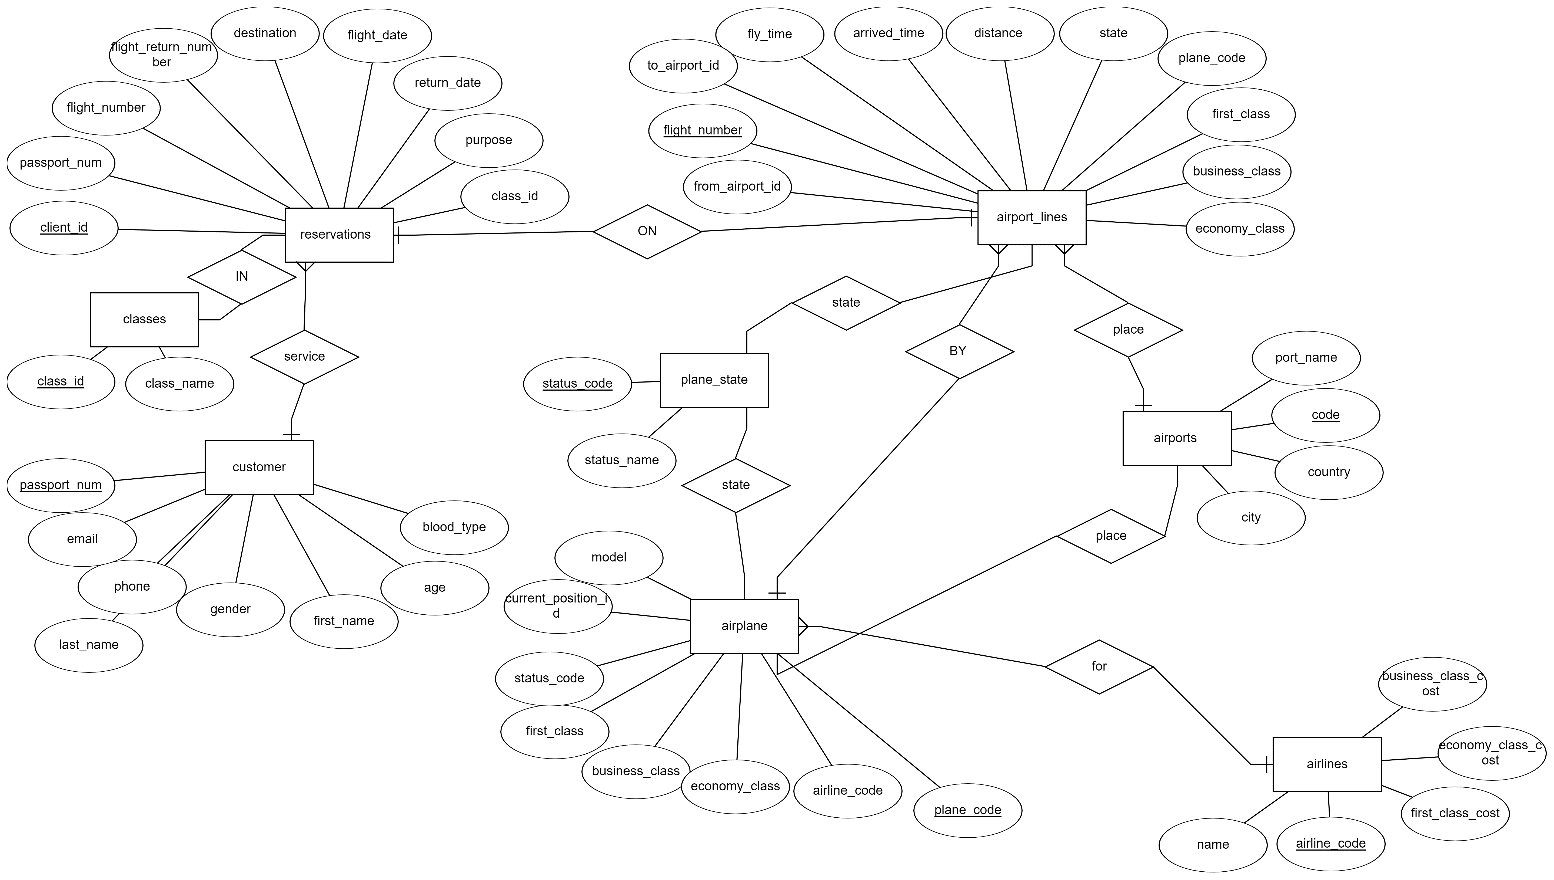 destination
flight_date
flight_return_num
ber
return_date
flight_number
purpose
passport_num
class_id
client_id
reservations
fly_time
arrived_time
distance
state
to_airport_id
plane_code
first_class
flight_number
business_class
from_airport_id
airport_lines
economy_class
ON
IN
classes
class_id
class_name
service
state
BY
place
plane_state
status_code
status_name
state
port_name
code
airports
country
city
place
customer
passport_num
email
phone
gender
last_name
first_name
age
blood_type
model
current_position_i
d
airplane
status_code
first_class
business_class
economy_class
airline_code
plane_code
for
business_class_c
ost
economy_class_c
ost
airlines
first_class_cost
name
airline_code